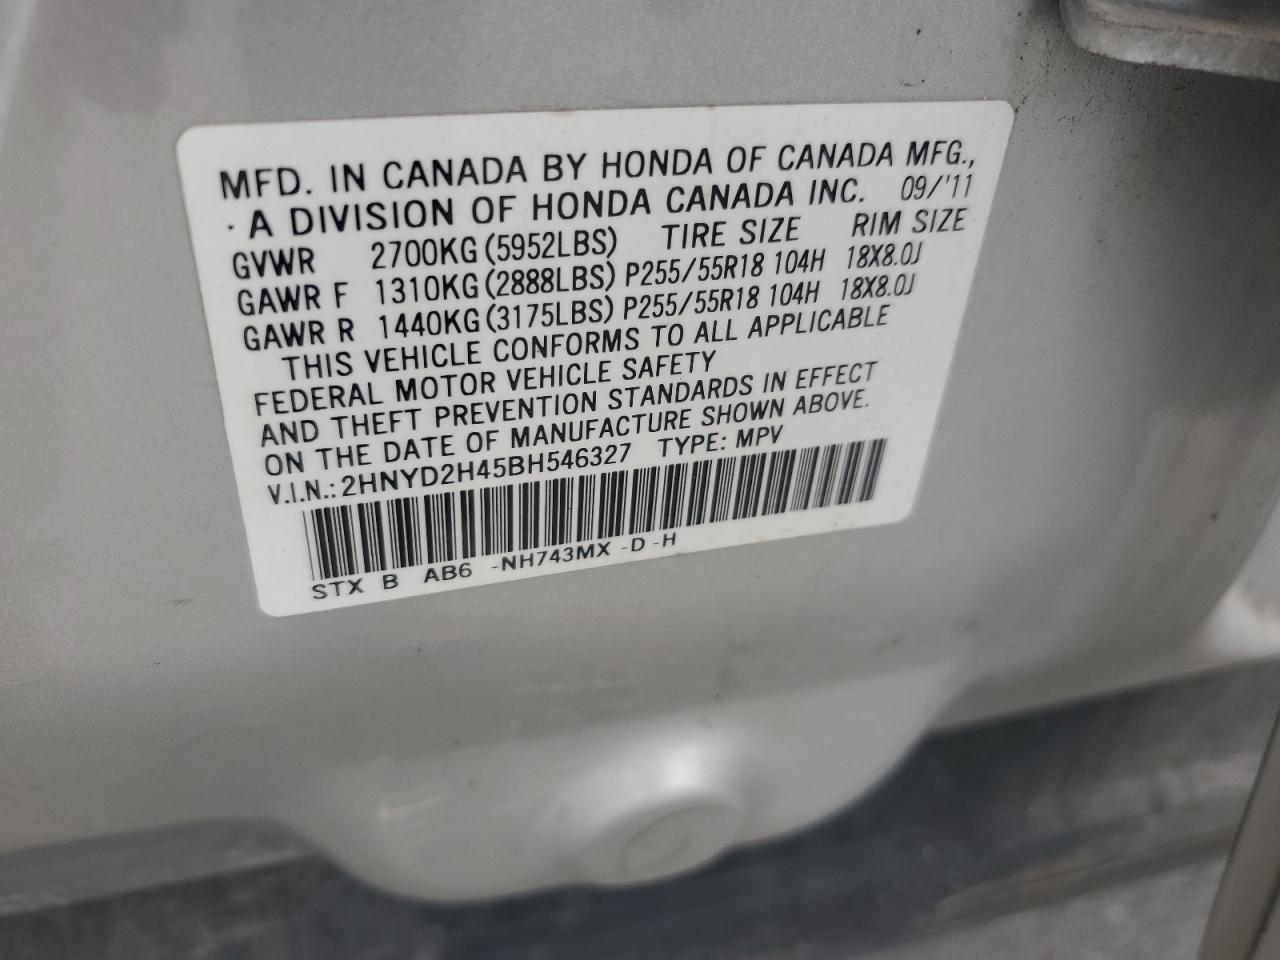 MFD. IN CANADA BY HONDA OF CANADA MFG.,
· A DIVISION OF HONDA CANADA INC. 09/'11
GVWR 2700KG (5952LBS) TIRE SIZE RIM SIZE
GAWR F 1310KG (2888LBS) P255/55R18 104H 18X8.0J
GAWR R 1440KG (3175LBS) P255/55R18 104H 18X8.0J
THIS VEHICLE CONFORMS TO ALL APPLICABLE
FEDERAL MOTOR VEHICLE SAFETY
AND THEFT PREVENTION STANDARDS IN EFFECT
ON THE DATE OF MANUFACTURE SHOWN ABOVE.
V.I.N.: 2HNYD2H45BH546327 TYPE: MPV
STX B AB6 -NH743MX -D -H